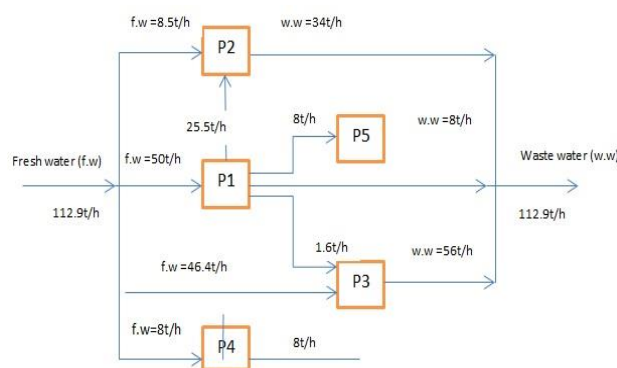 f.w =8.5t/h
w.w =34t/h
P2
25.5t/h
8t/h
P5
w.w =8t/h
Fresh water (f.w)
f.w =50t/h
P1
Waste water (w.w)
112.9t/h
112.9t/h
1.6t/h
w.w =56t/h
f.w =46.4t/h
P3
f.w=8t/h
P4
8t/h